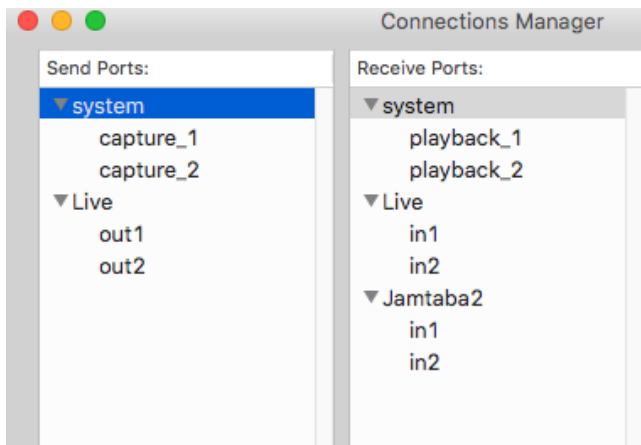 Connections Manager
Send Ports:
system
capture_1
capture_2
Live
out1
out2
Receive Ports:
system
playback_1
playback_2
Live
in1
in2
Jamtaba2
in1
in2